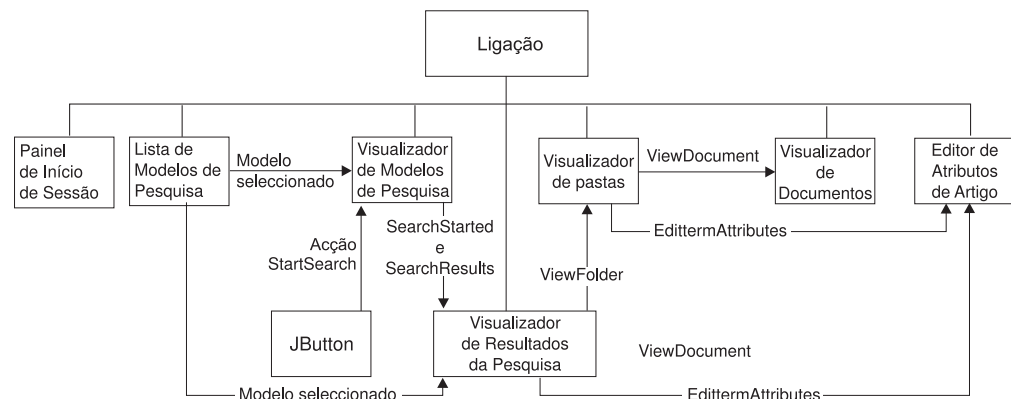 Ligação
Painel
de Início
de Sessão
Lista de
Modelos de
Pesquisa
Modelo
seleccionado
Visualizador
de Modelos
de Pesquisa
Visualizador
de pastas
ViewDocument
Visualizador
de
Documentos
Editor de
Atributos
de Artigo
Acção
StartSearch
SearchStarted
e
SearchResults
EdittermAttributes
ViewFolder
JButton
Visualizador
de Resultados
da Pesquisa
ViewDocument
Modelo seleccionado
EdittermAttributes